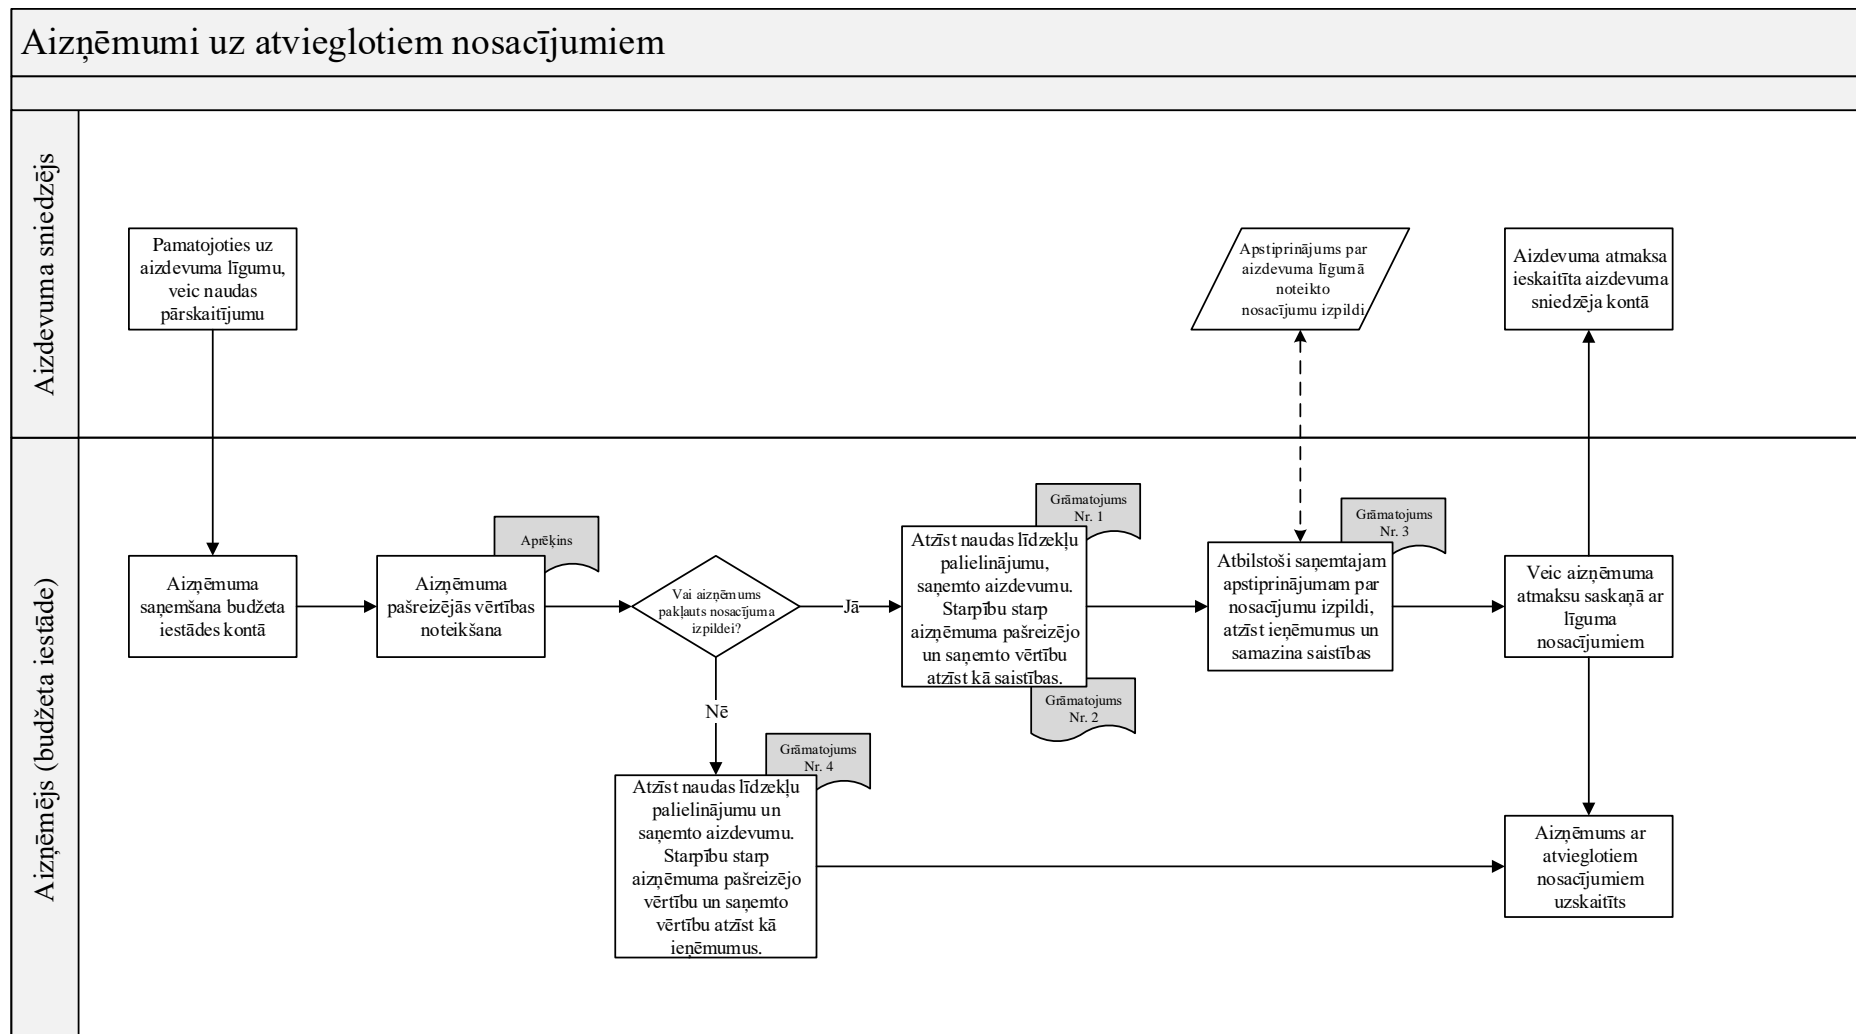 Aizņēmumi uz atvieglotiem nosacījumiem
Aizdevuma sniedzējs
Pamatojoties uz
aizdevuma līgumu,
veic naudas
pārskaitījumu
Apstiprinājums par
aizdevuma līgumā
noteikto
nosacījumu izpildi
Aizdevuma atmaksa
ieskaitīta aizdevuma
sniedzēja kontā
Aizņēmējs (budžeta iestāde)
Aizņēmuma
saņemšana budžeta
iestādes kontā
Aprēķins
Aizņēmuma
pašreizējās vērtības
noteikšana
Vai aizņēmums
pakļauts nosacījuma
izpildei?
Jā
Nē
Grāmatojums
Nr. 1
Atzīst naudas līdzekļu
palielinājumu,
saņemto aizdevumu.
Starpību starp
aizņēmuma pašreizējo
un saņemto vērtību
atzīst kā saistības.
Grāmatojums
Nr. 2
Grāmatojums
Nr. 3
Atbilstoši saņemtajam
apstiprinājumam par
nosacījumu izpildi,
atzīst ieņēmumus un
samazina saistības
Veic aizņēmuma
atmaksu saskaņā ar
līguma
nosacījumiem
Grāmatojums
Nr. 4
Atzīst naudas līdzekļu
palielinājumu un
saņemto aizdevumu.
Starpību starp
aizņēmuma pašreizējo
vērtību un saņemto
vērtību atzīst kā
ieņēmumus.
Aizņēmums ar
atvieglotiem
nosacījumiem
uzskaitīts